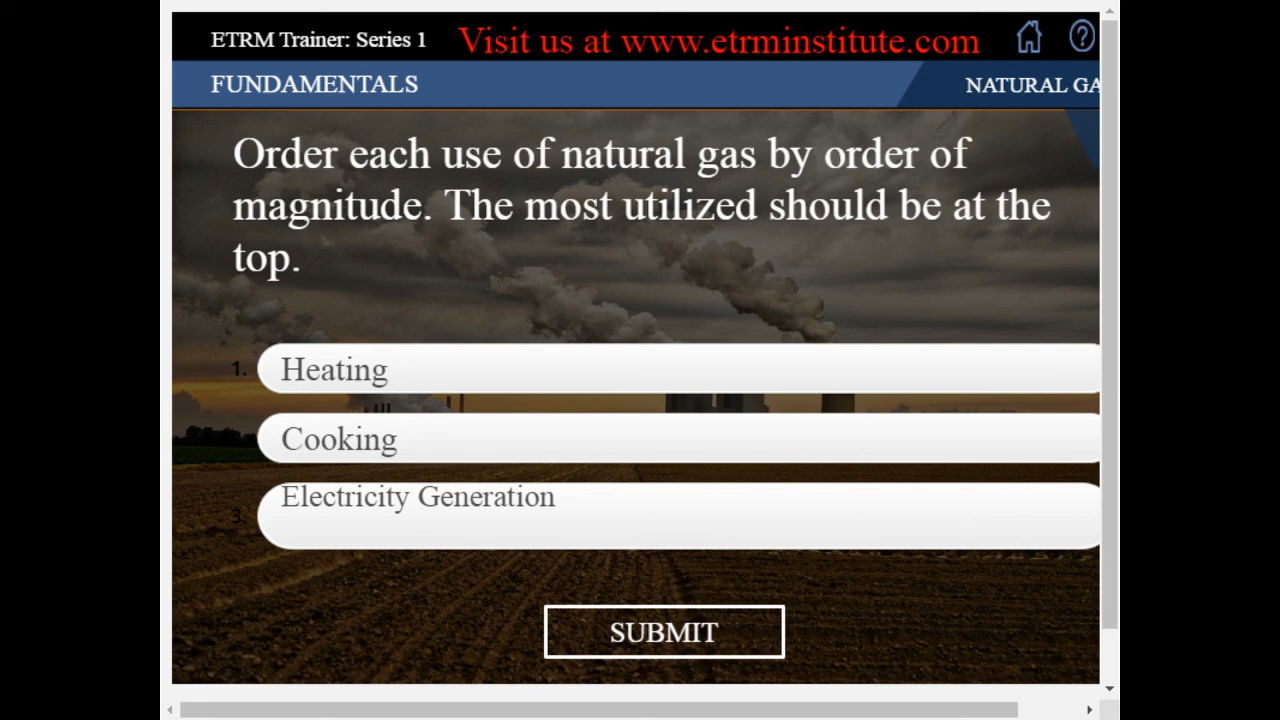 ETRM Trainer: Series 1
Visit us at www.etrminstitute.com
FUNDAMENTALS
NATURAL GA
Order each use of natural gas by order of
magnitude. The most utilized should be at the
top.
1. Heating
Cooking
3. Electricity Generation
SUBMIT